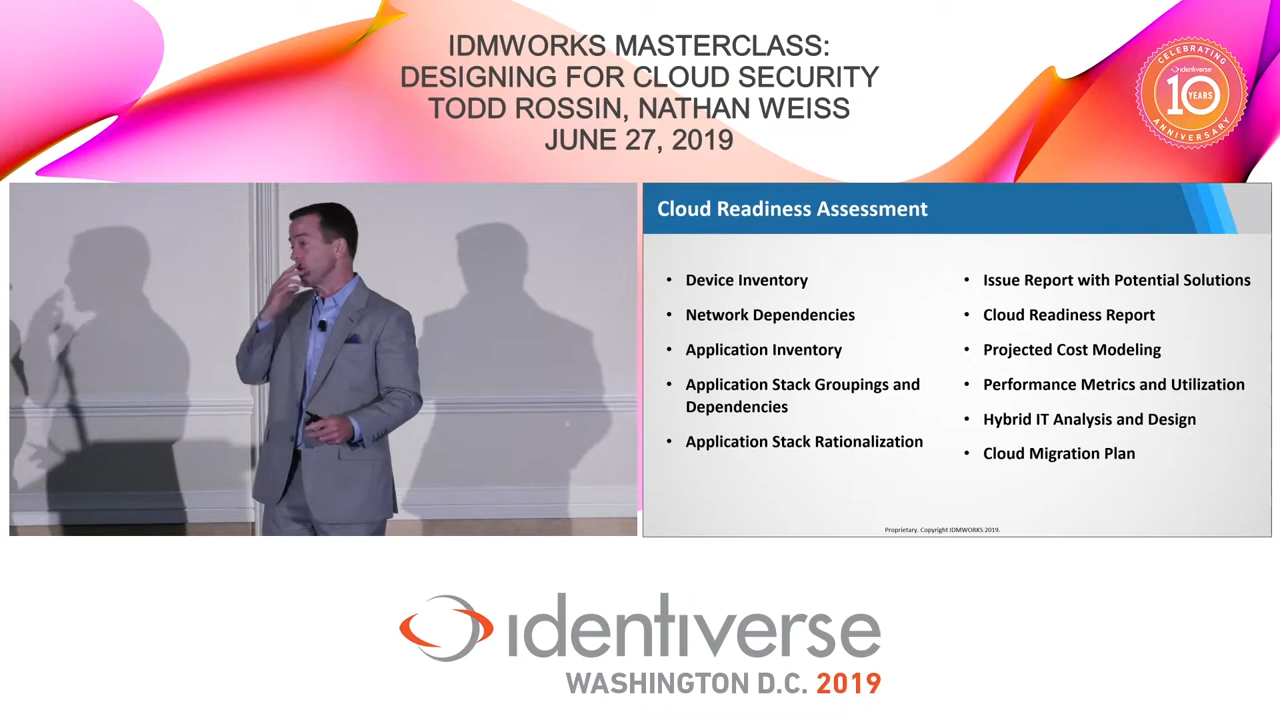 IDMWORKS MASTERCLASS:
DESIGNING FOR CLOUD SECURITY
TODD ROSSIN, NATHAN WEISS
JUNE 27, 2019
CELEBRATING
identiverse
10 YEARS
ANNIVERSARY
Cloud Readiness Assessment
• Device Inventory
• Network Dependencies
• Application Inventory
• Application Stack Groupings and
Dependencies
• Application Stack Rationalization
• Issue Report with Potential Solutions
• Cloud Readiness Report
• Projected Cost Modeling
• Performance Metrics and Utilization
• Hybrid IT Analysis and Design
• Cloud Migration Plan
Proprietary. Copyright IDMWORKS 2019.
identiverse
WASHINGTON D.C. 2019